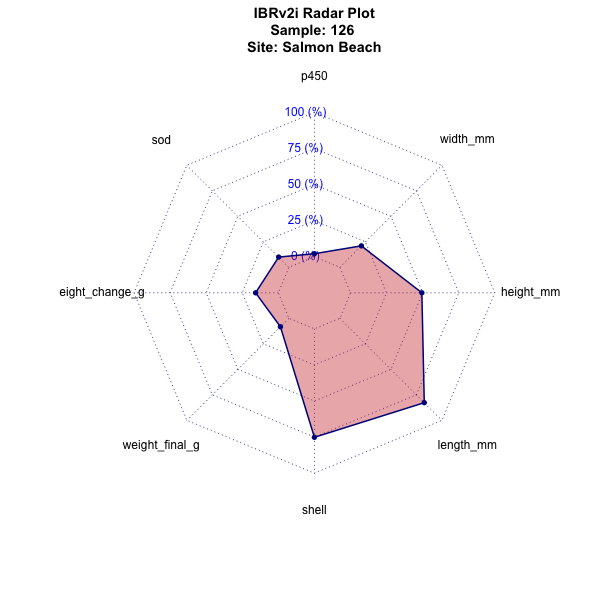 IBRv2i Radar Plot
Sample: 126
Site: Salmon Beach
p450
100 (%)
sod
width_mm
75 (%)
50 (%)
25 (%)
0 (%)
eight_change_g
height_mm
weight_final_g
length_mm
shell